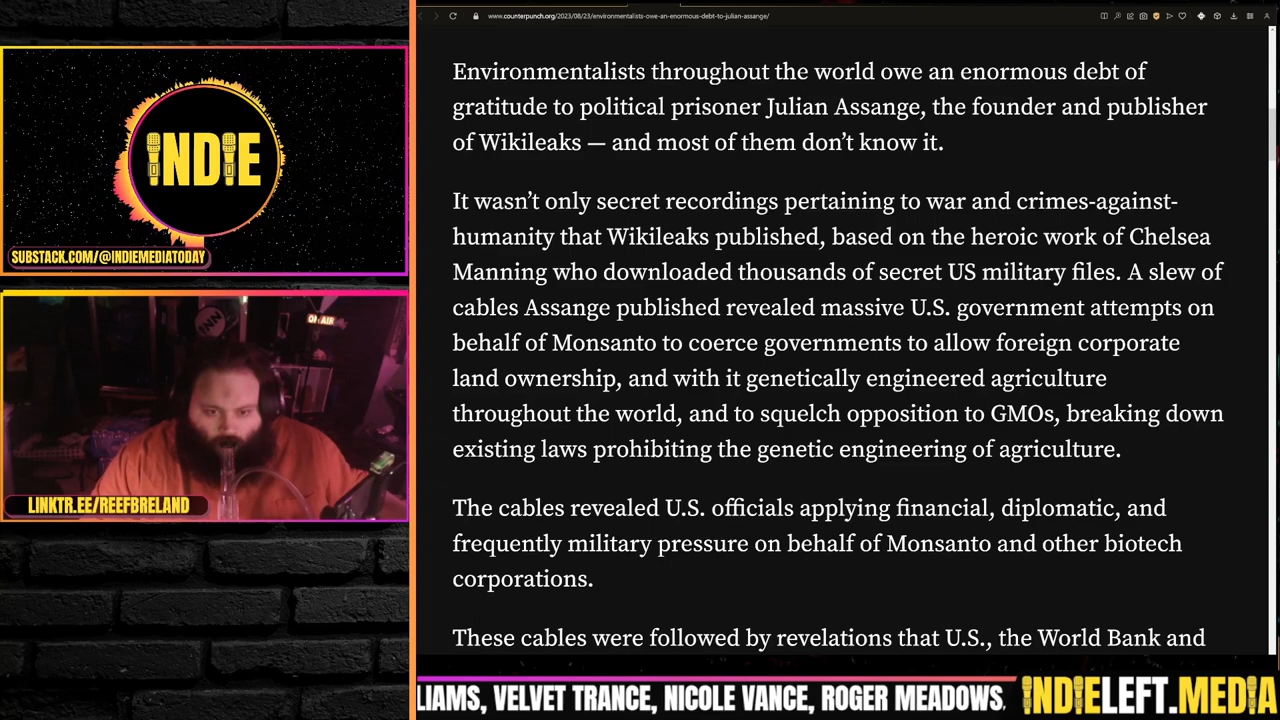 www.counterpunch.org/2023/08/23/environmentalists-owe-an-enormous-debt-to-julian-assange/
Environmentalists throughout the world owe an enormous debt of
gratitude to political prisoner Julian Assange, the founder and publisher
of Wikileaks — and most of them don’t know it.
It wasn’t only secret recordings pertaining to war and crimes-against-
humanity that Wikileaks published, based on the heroic work of Chelsea
Manning who downloaded thousands of secret US military files. A slew of
cables Assange published revealed massive U.S. government attempts on
behalf of Monsanto to coerce governments to allow foreign corporate
land ownership, and with it genetically engineered agriculture
throughout the world, and to squelch opposition to GMOs, breaking down
existing laws prohibiting the genetic engineering of agriculture.
The cables revealed U.S. officials applying financial, diplomatic, and
frequently military pressure on behalf of Monsanto and other biotech
corporations.
These cables were followed by revelations that U.S., the World Bank and
INDIE
SUBSTACK.COM/@INDIEMEDIATODAY
INN
ON AIR
LINKTR.EE/REEFBRELAND
LIAMS, VELVET TRANCE, NICOLE VANCE, ROGER MEADOWS,
INDIELEFT.MEDIA